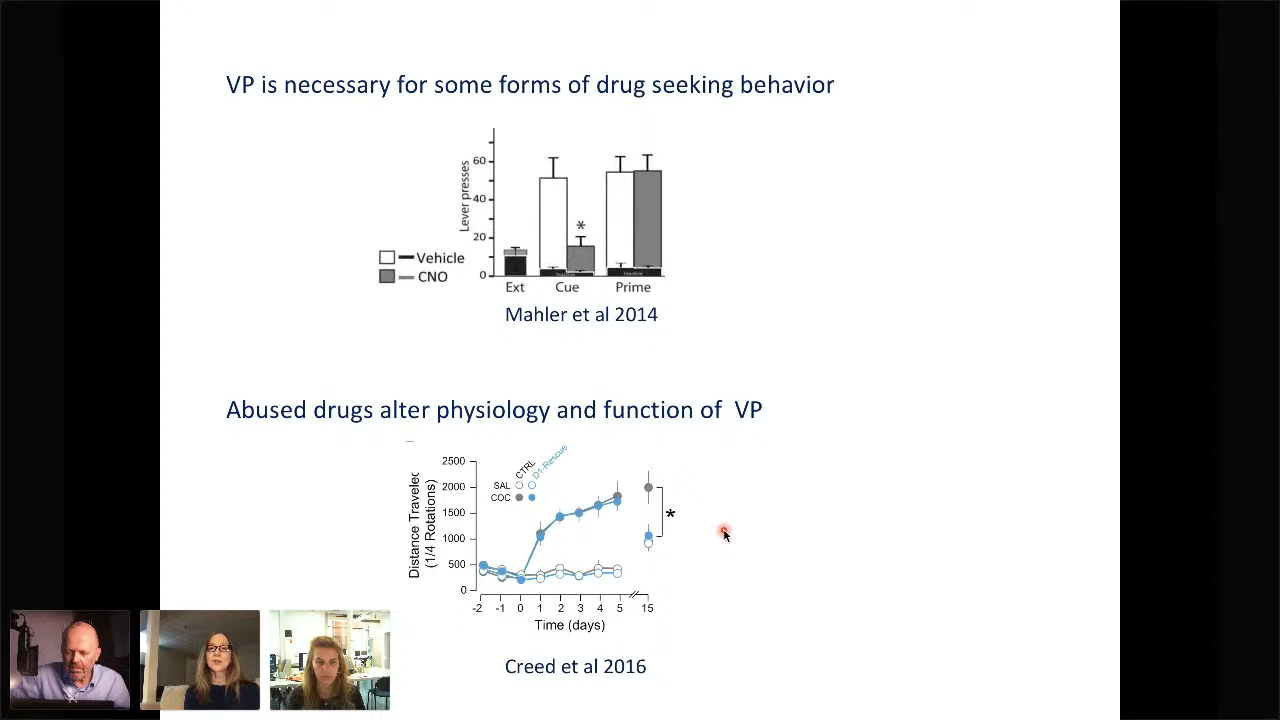 VP is necessary for some forms of drug seeking behavior
60
40
20
0
Lever presses
*
Vehicle
CNO
Ext Cue Prime
Inactive
Mahler et al 2014
Abused drugs alter physiology and function of VP
2500
2000
1500
1000
500
0
Distance Traveled
(1/4 Rotations)
CTRL
D1-Rescue
SAL
COC
*
-2 -1 0 1 2 3 4 5 15
Time (days)
Creed et al 2016